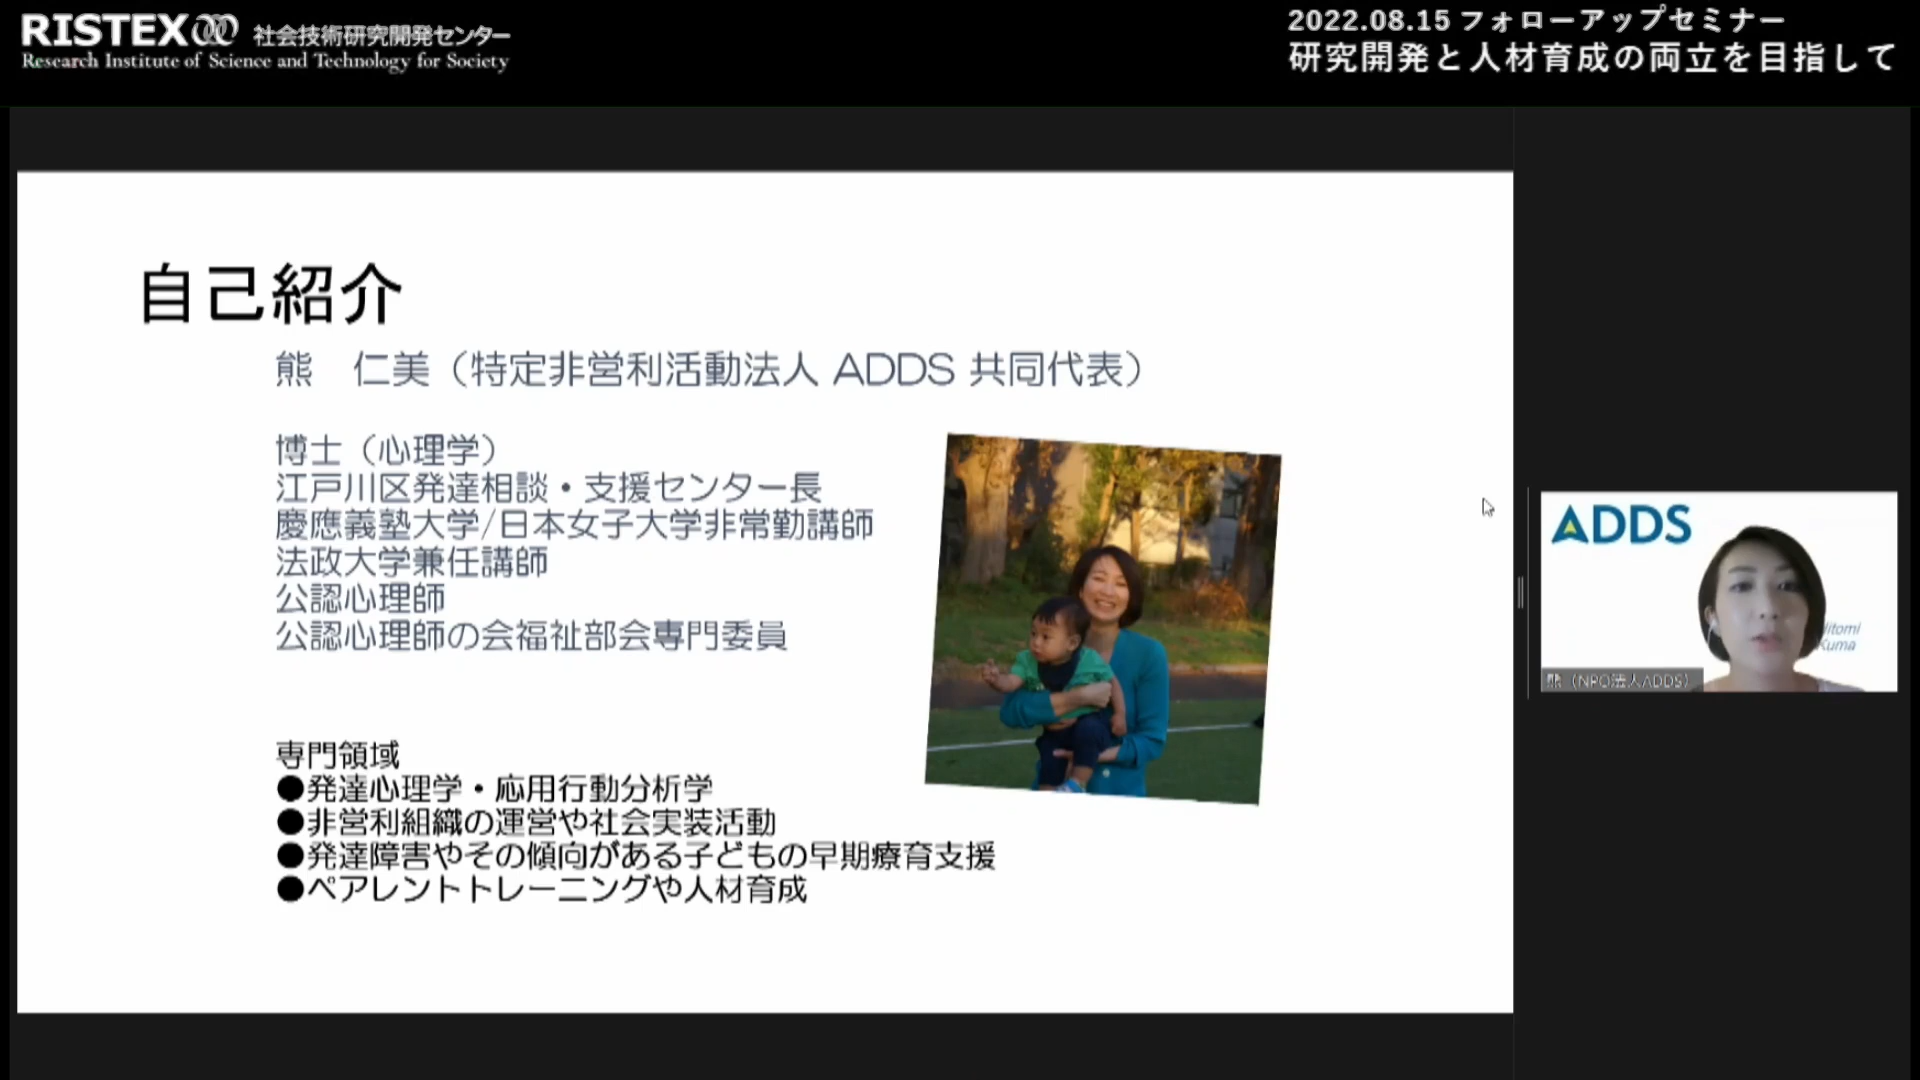 RISTEX 社会技術研究開発センター
Research Institute of Science and Technology for Society
2022.08.15 フォローアップセミナー
研究開発と人材育成の両立を目指して
自己紹介
熊　仁美（特定非営利活動法人 ADDS 共同代表）
博士（心理学）
江戸川区発達相談・支援センター長
慶應義塾大学/日本女子大学非常勤講師
法政大学兼任講師
公認心理師
公認心理師の会福祉部会専門委員
専門領域
●発達心理学・応用行動分析学
●非営利組織の運営や社会実装活動
●発達障害やその傾向がある子どもの早期療育支援
●ペアレントトレーニングや人材育成
ADDS
Hitomi
Kuma
熊（NPO法人ADDS）